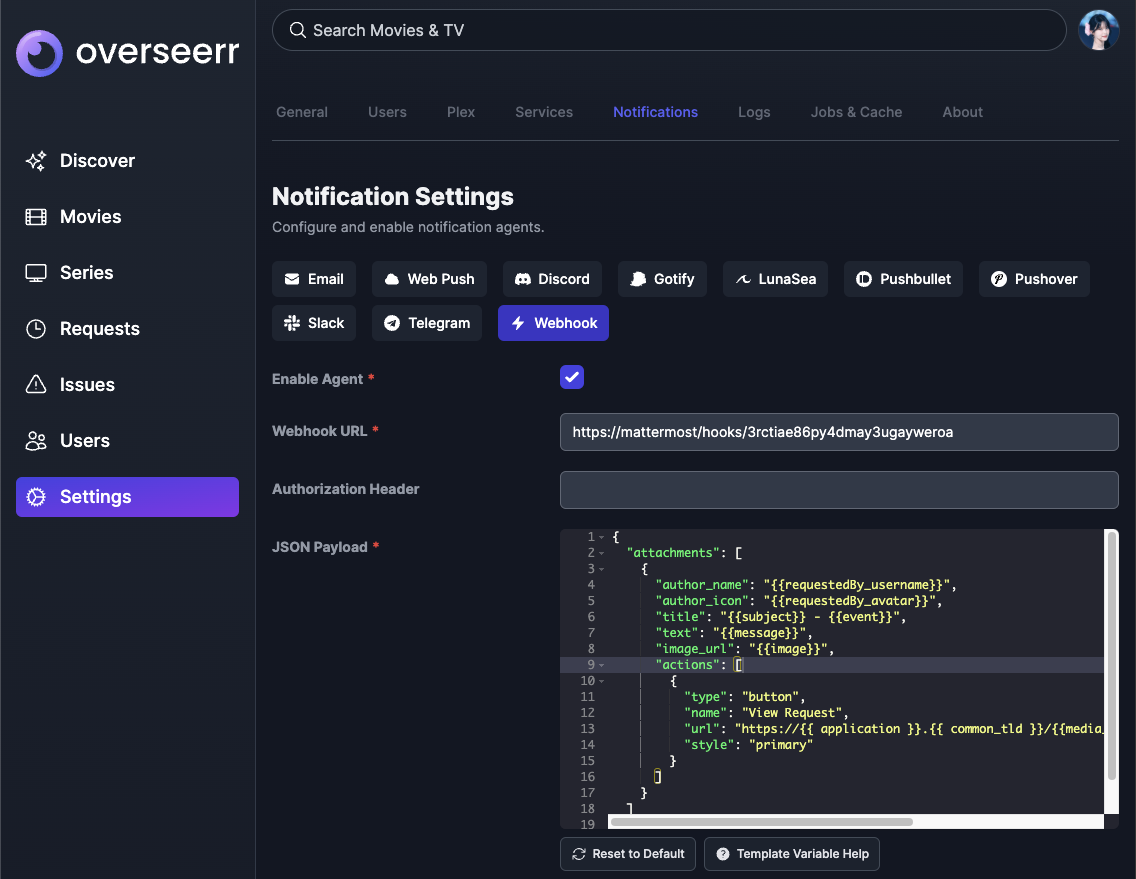 overseerr
Search Movies & TV
Discover
Movies
Series
Requests
Issues
Users
Settings
General Users Plex Services Notifications Logs Jobs & Cache About
Notification Settings
Configure and enable notification agents.
Email Web Push Discord Gotify LunaSea Pushbullet Pushover
Slack Telegram Webhook
Enable Agent *
Webhook URL *
https://mattermost/hooks/3rctiae86py4dmay3ugayweroa
Authorization Header
JSON Payload *
1 {
2 "attachments": [
3 {
4 "author_name": "{{requestedBy_username}}",
5 "author_icon": "{{requestedBy_avatar}}",
6 "title": "{{subject}} - {{event}}",
7 "text": "{{message}}",
8 "image_url": "{{image}}",
9 "actions": [
10 {
11 "type": "button",
12 "name": "View Request",
13 "url": "https://{{ application }}.{{ common_tld }}/{{media_
14 "style": "primary"
15 }
16 ]
17 }
18 ]
19
Reset to Default
Template Variable Help